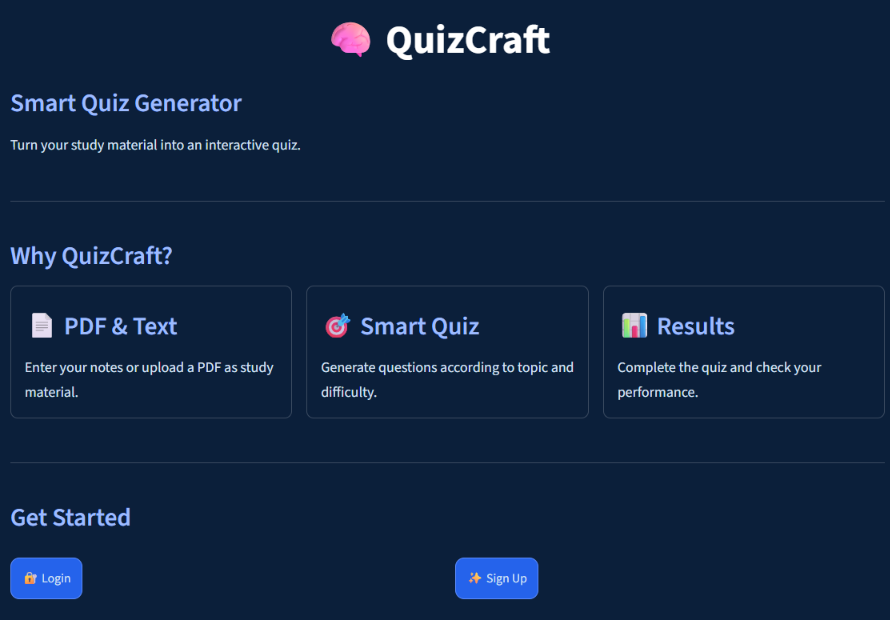 QuizCraft
Smart Quiz Generator
Turn your study material into an interactive quiz.
Why QuizCraft?
PDF & Text
Enter your notes or upload a PDF as study
material.
Smart Quiz
Generate questions according to topic and
difficulty.
Results
Complete the quiz and check your
performance.
Get Started
Login
Sign Up